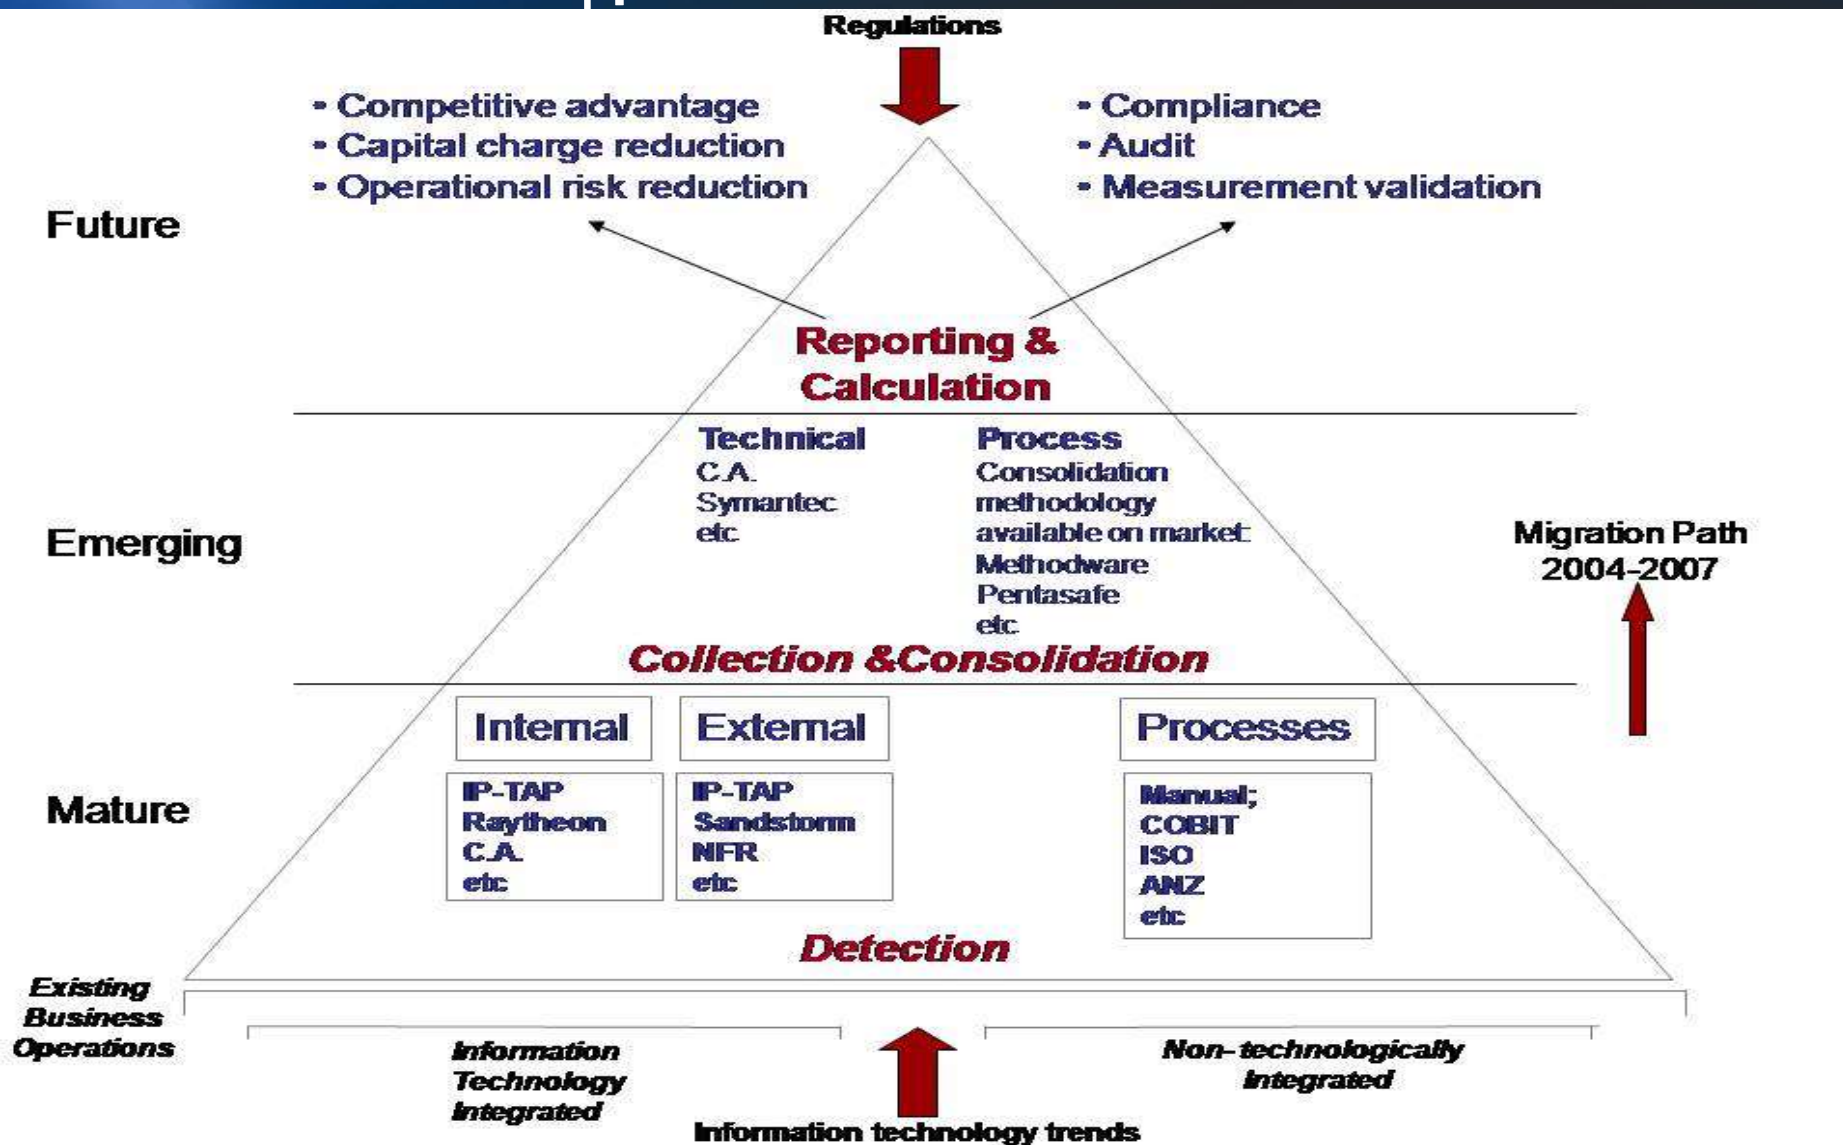 Regulations
• Competitive advantage
• Capital charge reduction
• Operational risk reduction
• Compliance
• Audit
• Measurement validation
Future
Reporting &
Calculation
Technical
C.A.
Symantec
etc
Process
Consolidation
methodology
available on market:
Methodware
Pentasafe
etc.
Emerging
Migration Path
2004-2007
Collection &Consolidation
Internal
External
Processes
Mature
IP-TAP
Raytheon
C.A.
etc
IP-TAP
Sandstorm
NFR
etc
Manual;
COBIT
ISO
ANZ
etc
Detection
Existing
Business
Operations
Information
Technology
Integrated
Non-technologically
Integrated
Information technology trends